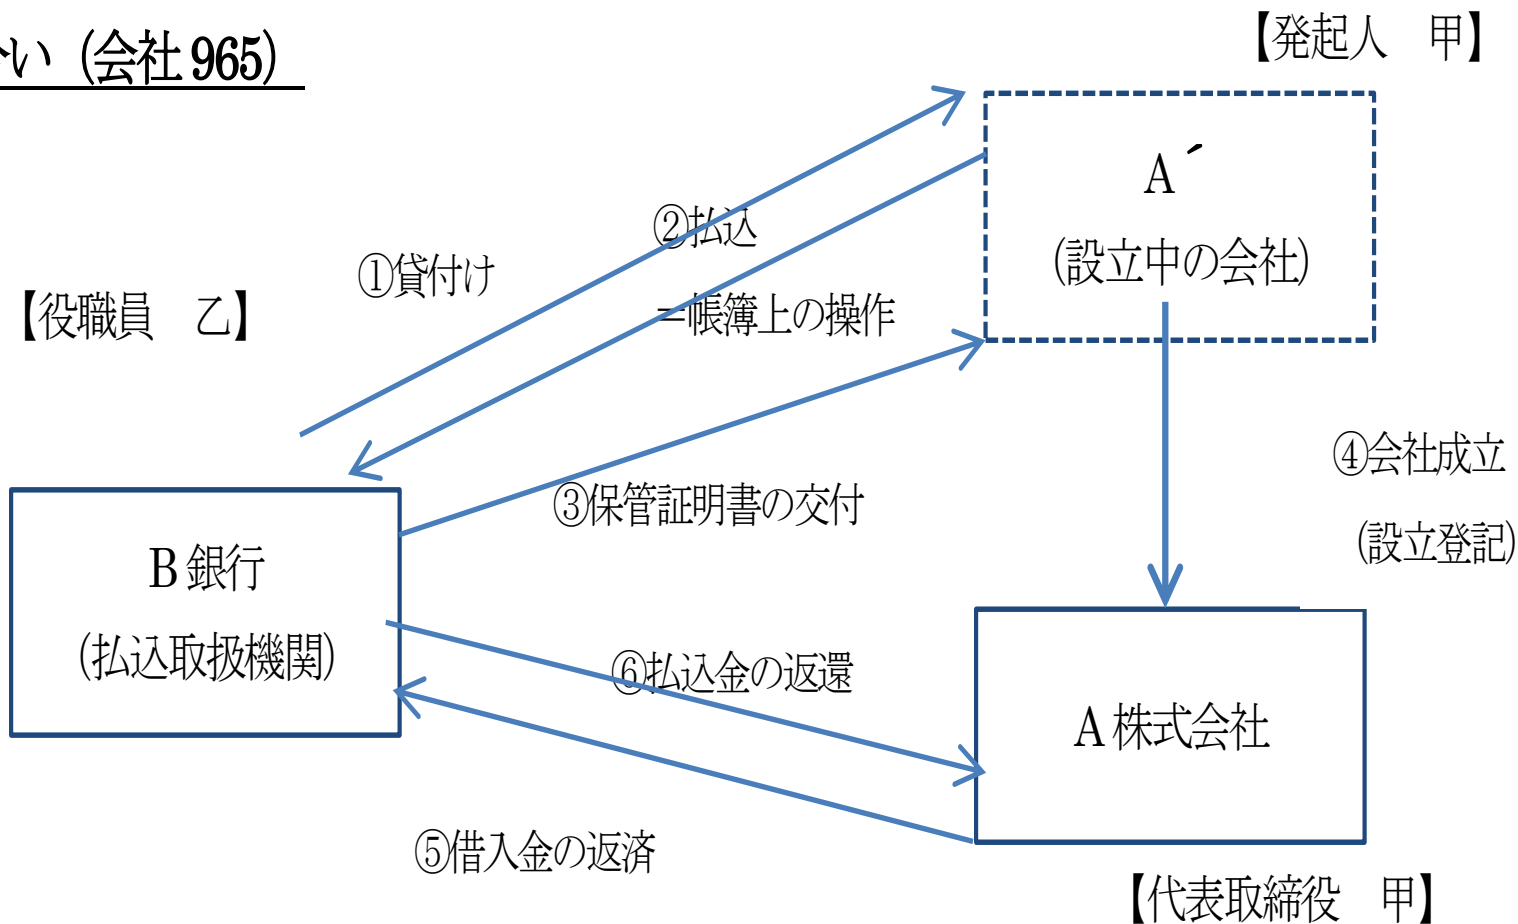 い（会社965）
【発起人　甲】
A´
（設立中の会社）
②払込
①貸付け
＝帳簿上の操作
【役職員　乙】
④会社成立
（設立登記）
③保管証明書の交付
B銀行
（払込取扱機関）
⑥払込金の返還
A株式会社
⑤借入金の返済
【代表取締役　甲】